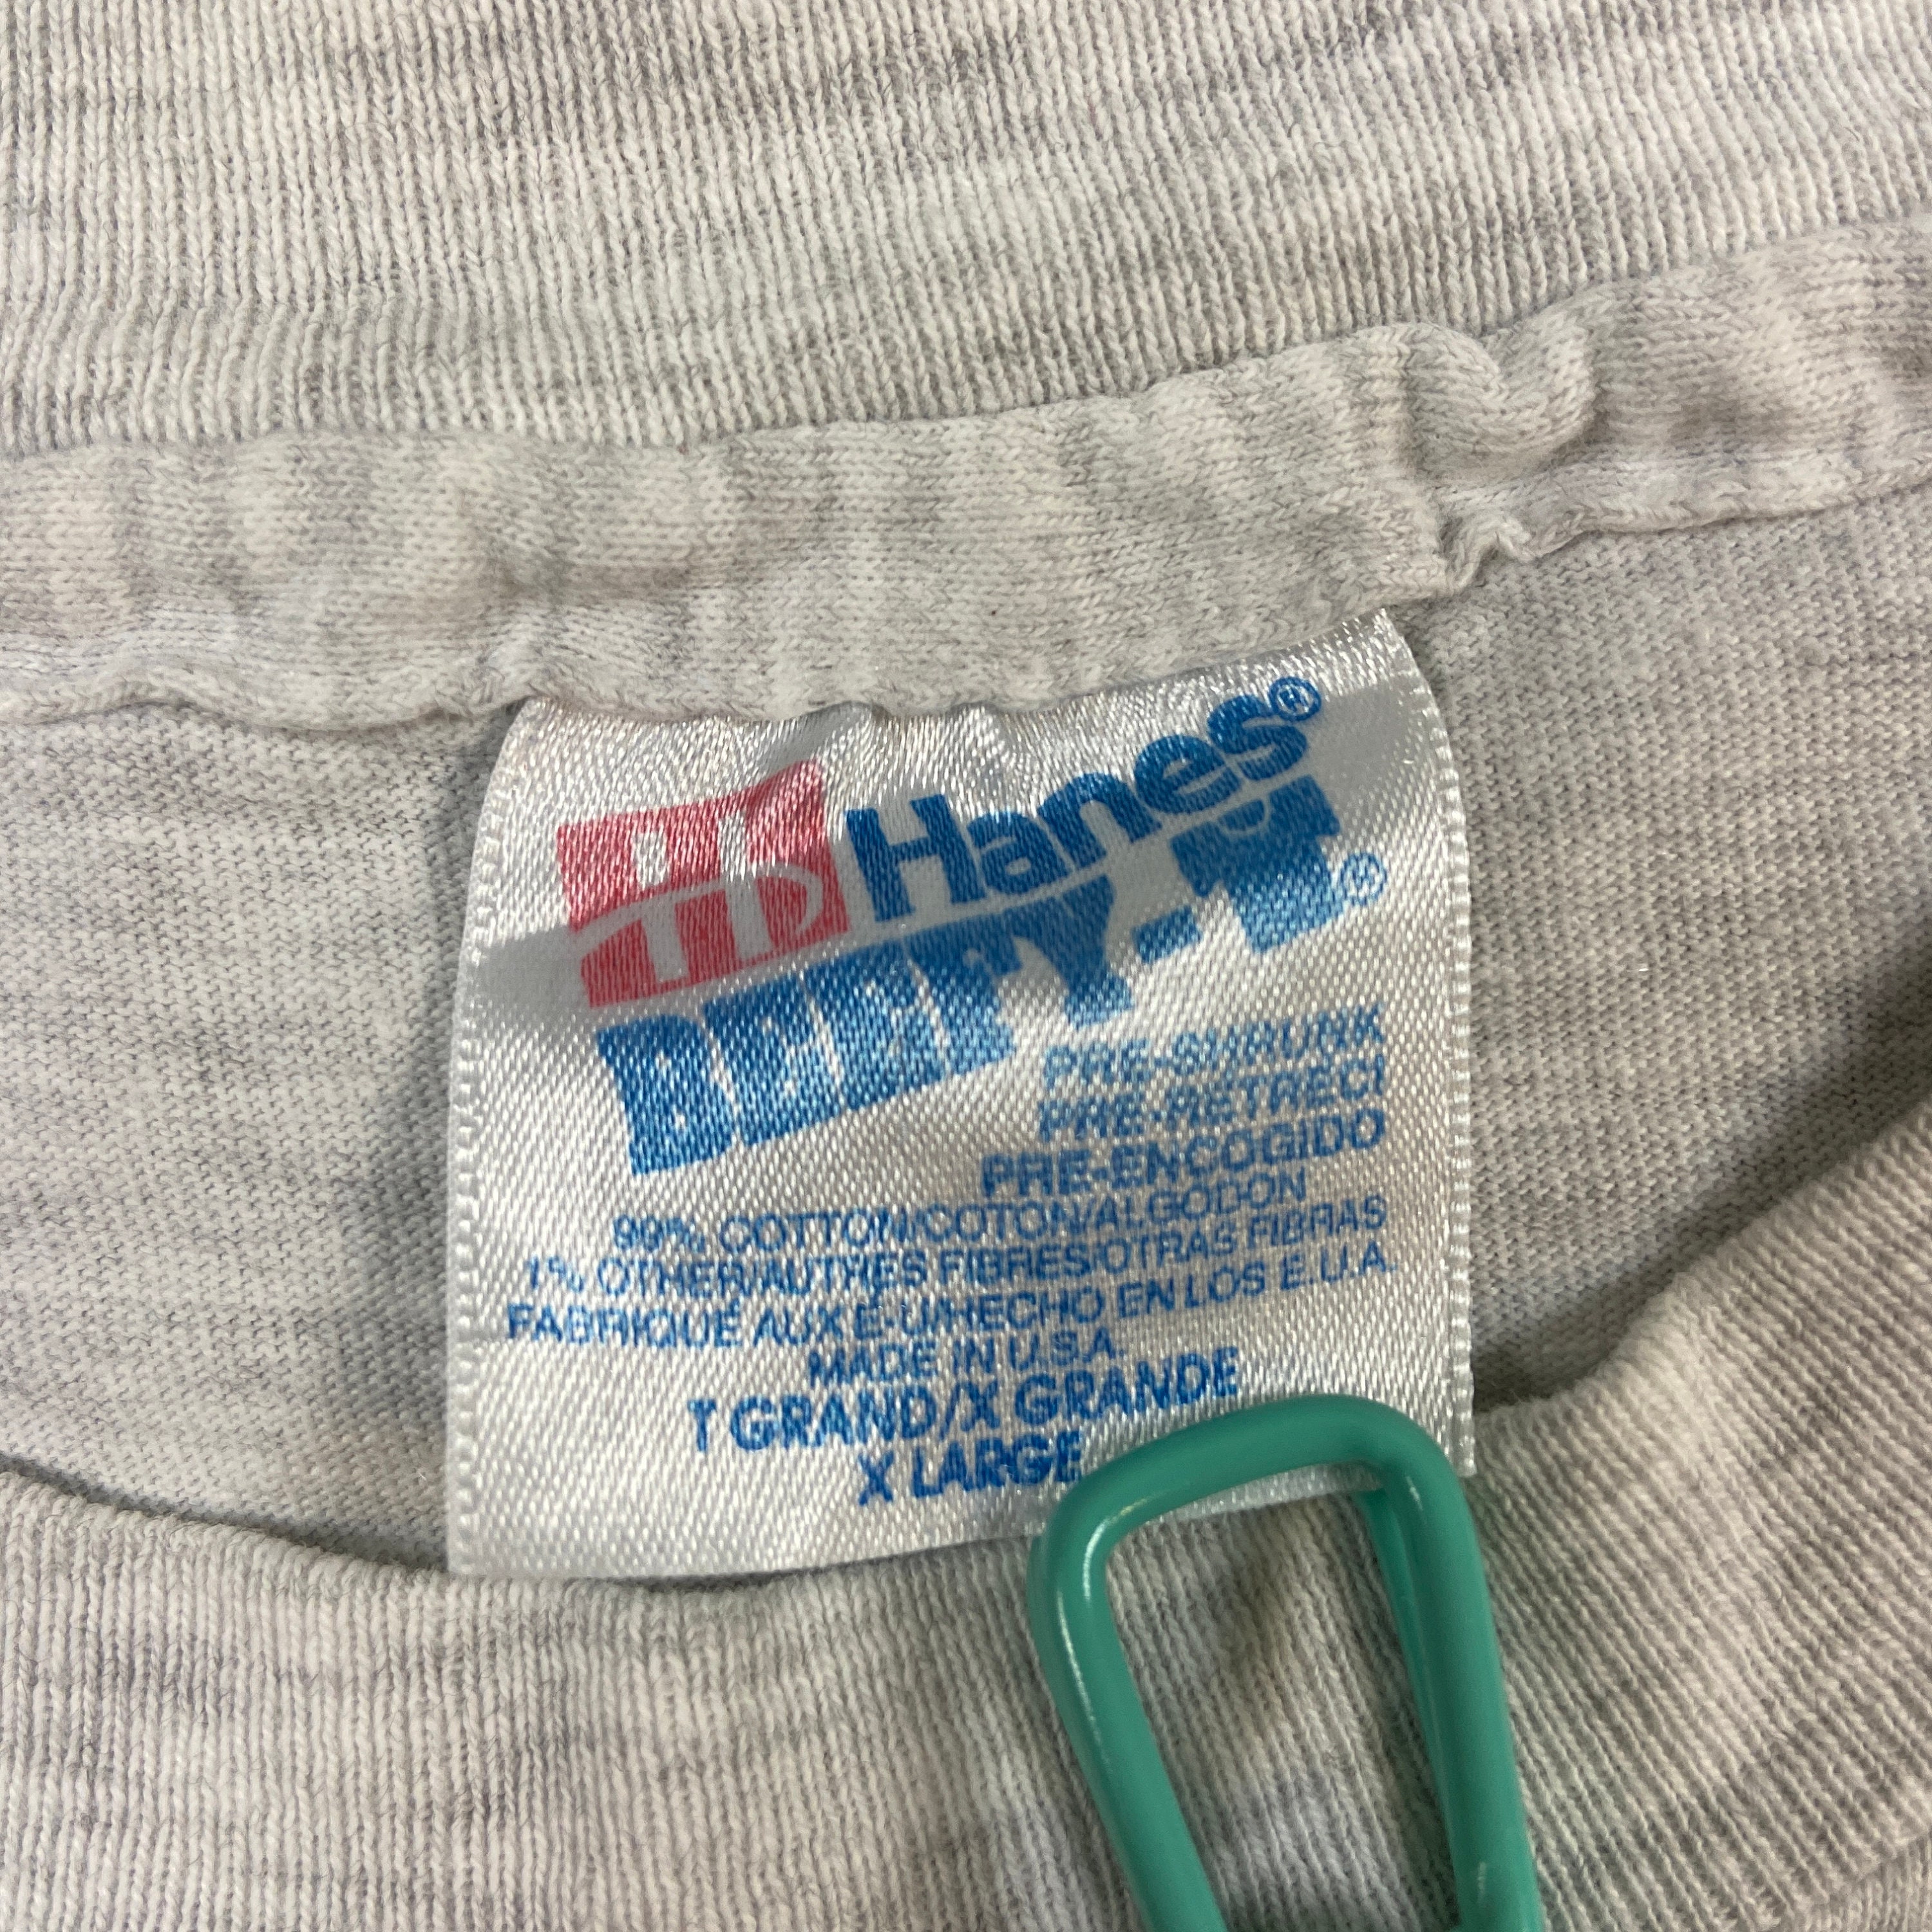 Hanes®
BEEFY-T®
PRE-SHRUNK
PRE-RETRECI
PRE-ENCOGIDO
99% COTTON/COTON/ALGODON
1% OTHER/AUTRES FIBRES/OTRAS FIBRAS
FABRIQUÉ AUX E.-U./HECHO EN LOS E.U.A.
MADE IN U.S.A.
T GRAND/X GRANDE
X LARGE